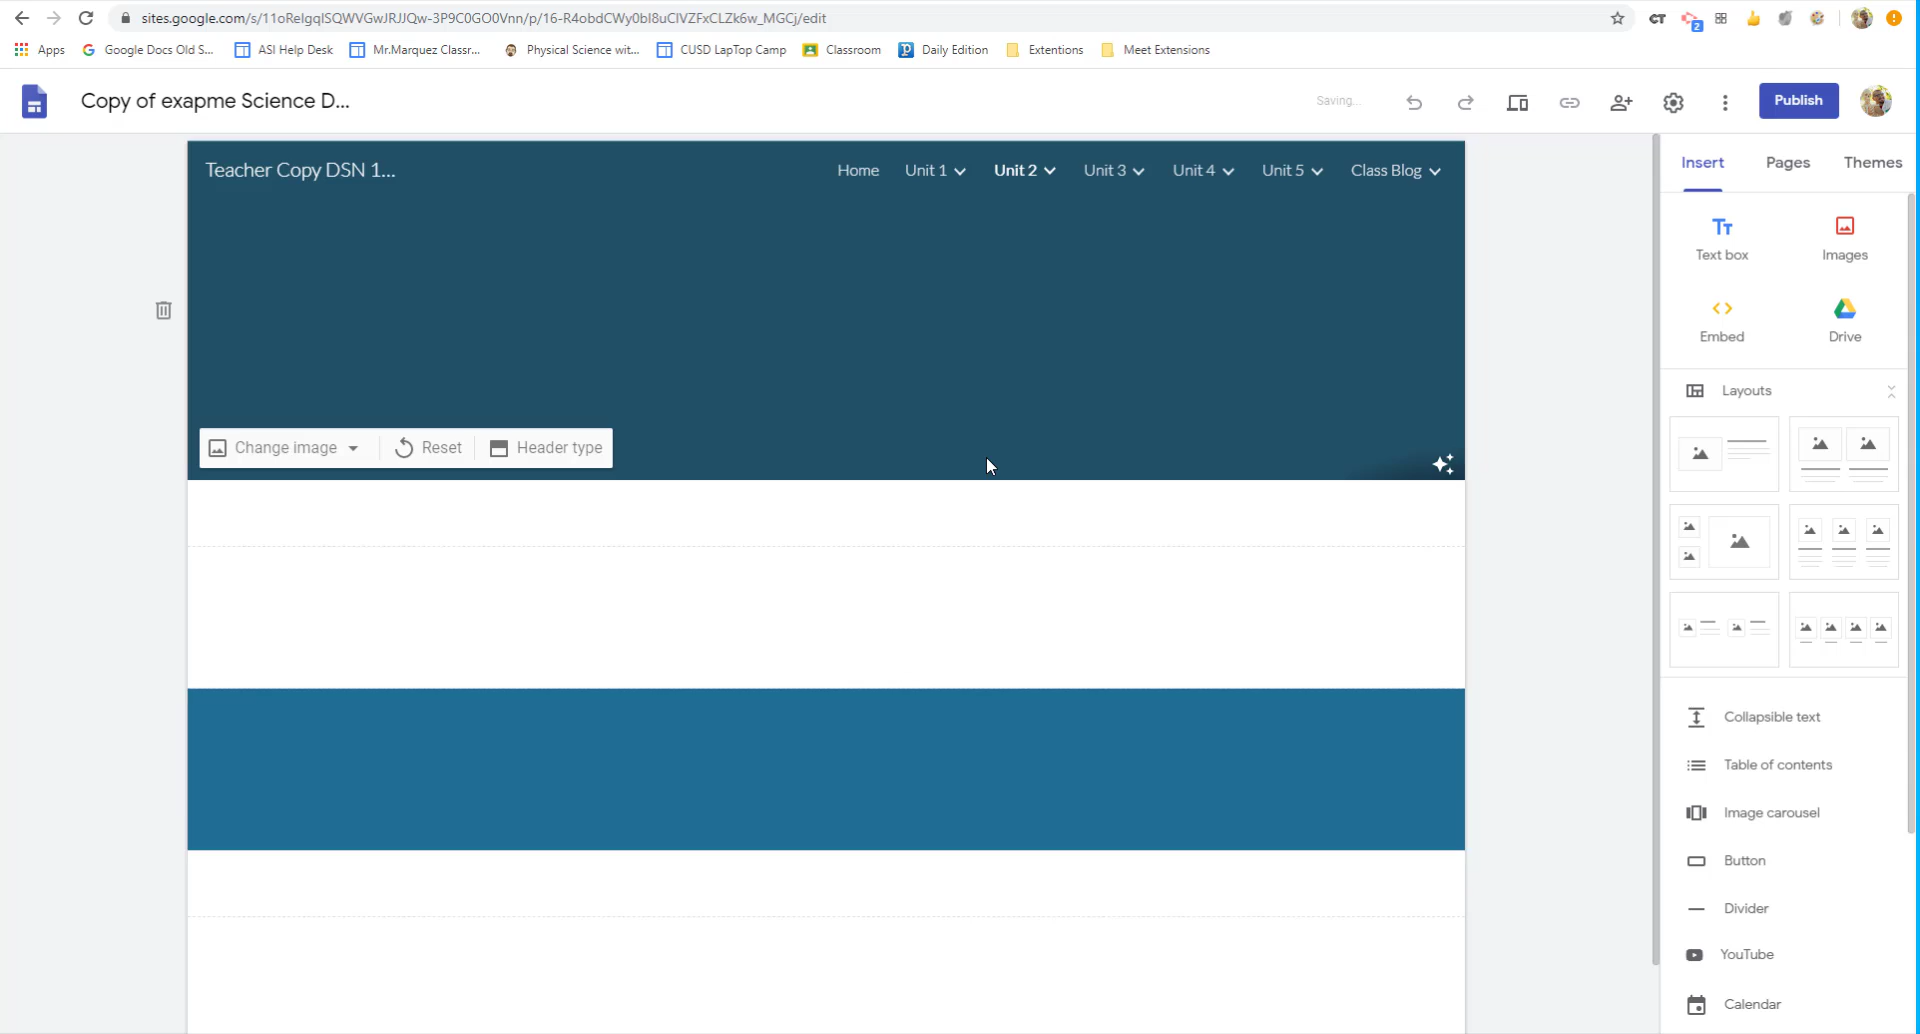 sites.google.com/s/11oRelgqlSQWVGwJRJJQw-3P9C0GO0Vnn/p/16-R4obdCWy0bI8uCIVZFxCLZk6w_MGCj/edit
CT
2
Apps
Google Docs Old S...
ASI Help Desk
Mr.Marquez Classr...
Physical Science wit...
CUSD LapTop Camp
Classroom
Daily Edition
Extentions
Meet Extensions
Copy of exapme Science D...
Saving...
Publish
Teacher Copy DSN 1...
Home
Unit 1
Unit 2
Unit 3
Unit 4
Unit 5
Class Blog
Change image
Reset
Header type
Insert
Pages
Themes
Text box
Images
Embed
Drive
Layouts
Collapsible text
Table of contents
Image carousel
Button
Divider
YouTube
Calendar